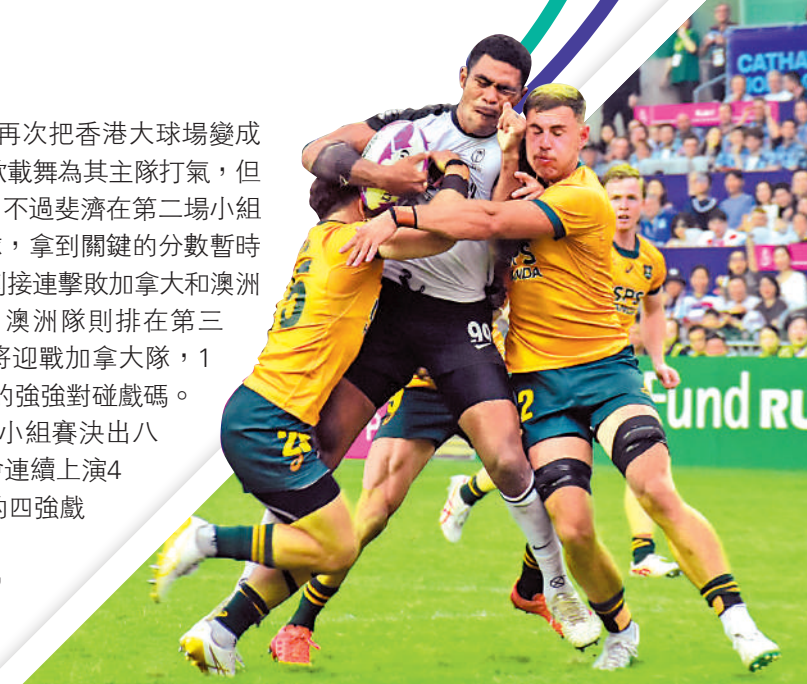 再次把香港大球場變成
歌載舞為其主隊打氣，但
不過斐濟在第二場小組
，拿到關鍵的分數暫時
則接連擊敗加拿大和澳洲
澳洲隊則排在第三
將迎戰加拿大隊，1
的強強對碰戲碼。
小組賽決出八
會連續上演4
的四強戲
CATHA
Fund RU
SPS
99
2